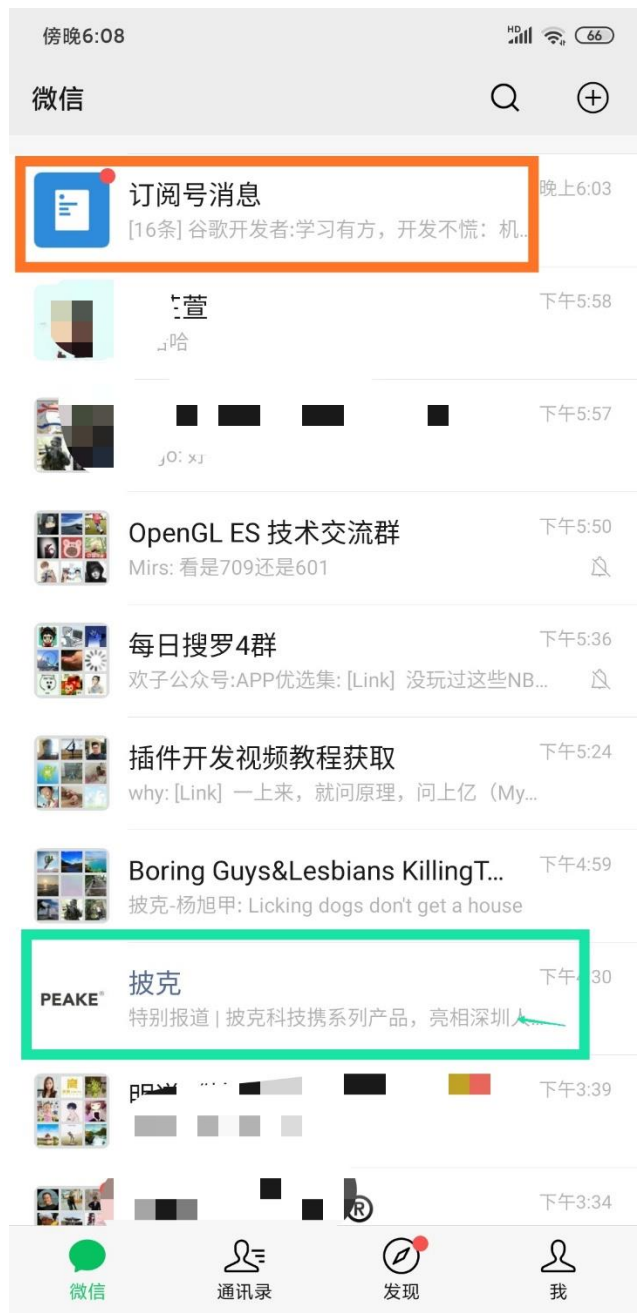 傍晚6:08
HD
66
微信
订阅号消息
晚上6:03
[16条] 谷歌开发者:学习有方，开发不慌：机...
萱
下午5:58
哈
下午5:57
OpenGL ES 技术交流群
下午5:50
Mirs: 看是709还是601
每日搜罗4群
下午5:36
欢子公众号:APP优选集: [Link] 没玩过这些NB...
插件开发视频教程获取
下午5:24
why: [Link] 一上来，就问原理，问上亿（My...
Boring Guys&Lesbians KillingT...
下午4:59
披克-杨旭甲: Licking dogs don't get a house
PEAKE®
披克
下午4:30
特别报道 | 披克科技携系列产品，亮相深圳人...
下午3:39
®
下午3:34
微信
通讯录
发现
我